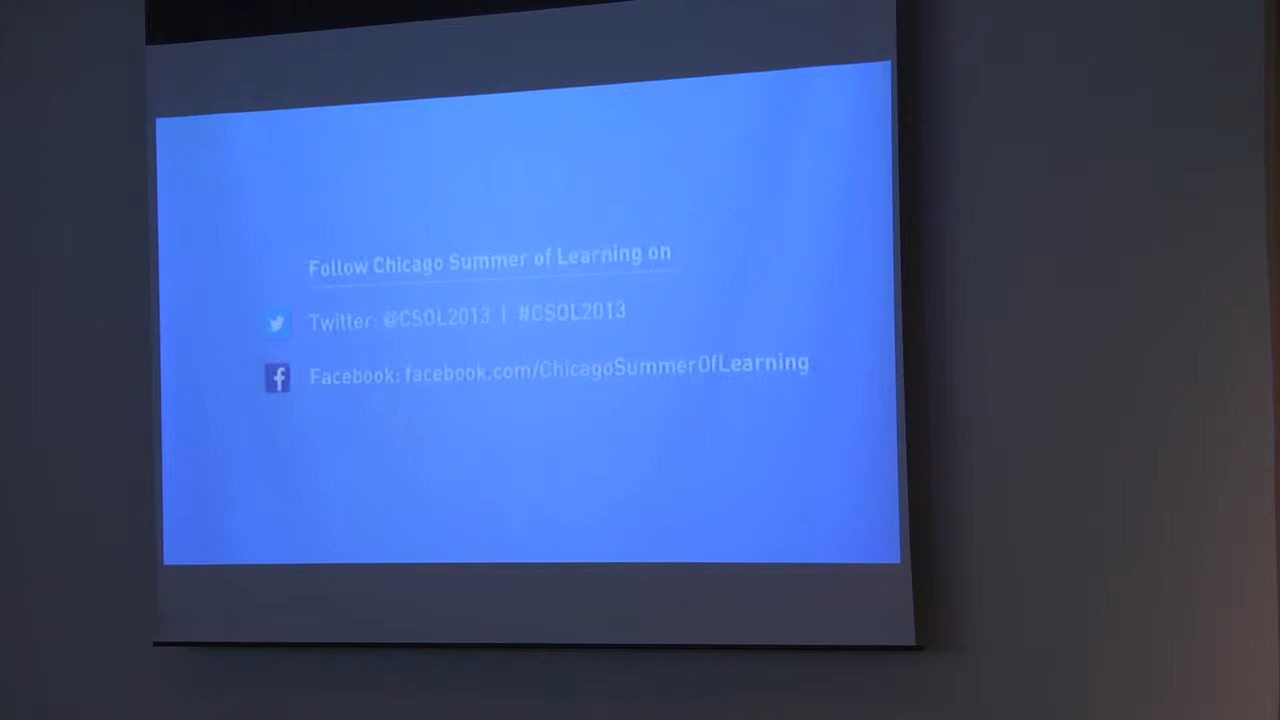 Follow Chicago Summer of Learning on
Twitter: @CSOL2013 | #CSOL2013
Facebook: facebook.com/ChicagoSummerOfLearning